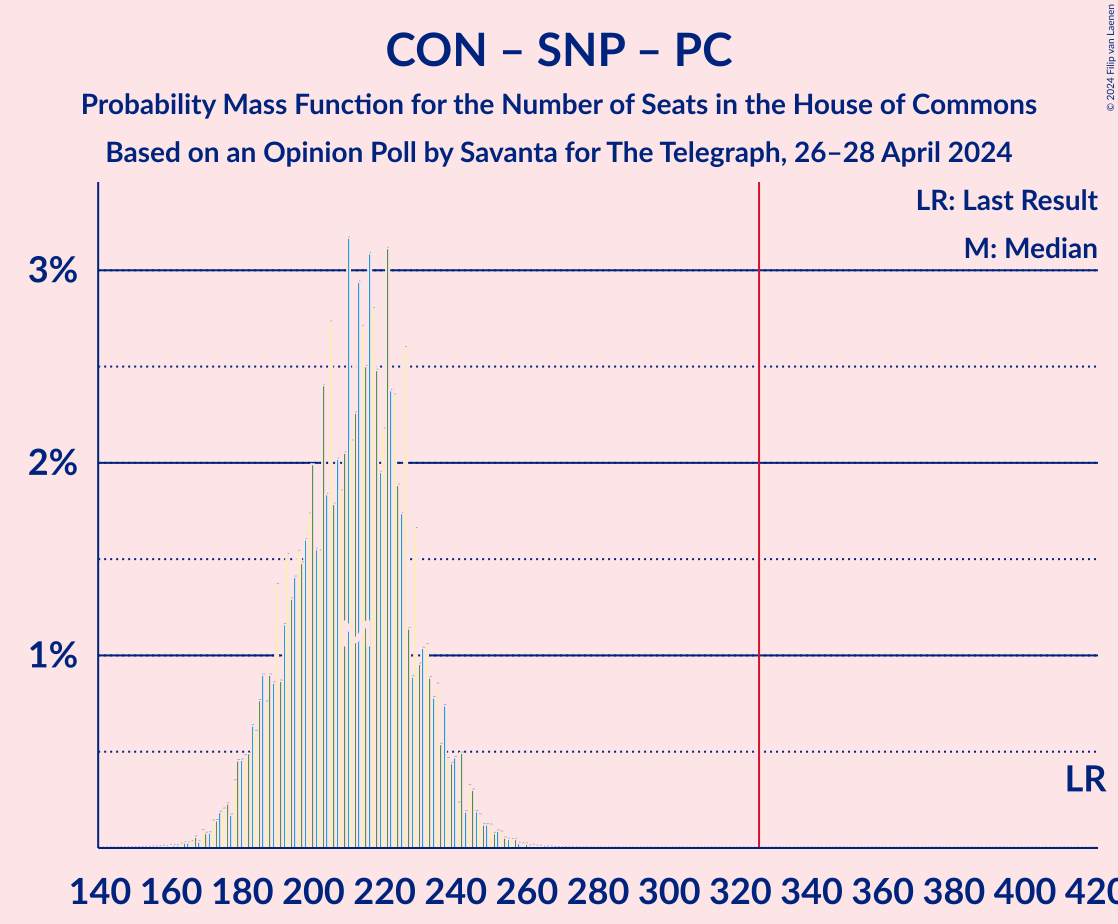 CON – SNP – PC
Probability Mass Function for the Number of Seats in the House of Commons
Based on an Opinion Poll by Savanta for The Telegraph, 26–28 April 2024
© 2024 Filip van Laenen
LR: Last Result
M: Median
3%
2%
1%
LR
140 160 180 200 220 240 260 280 300 320 340 360 380 400 420